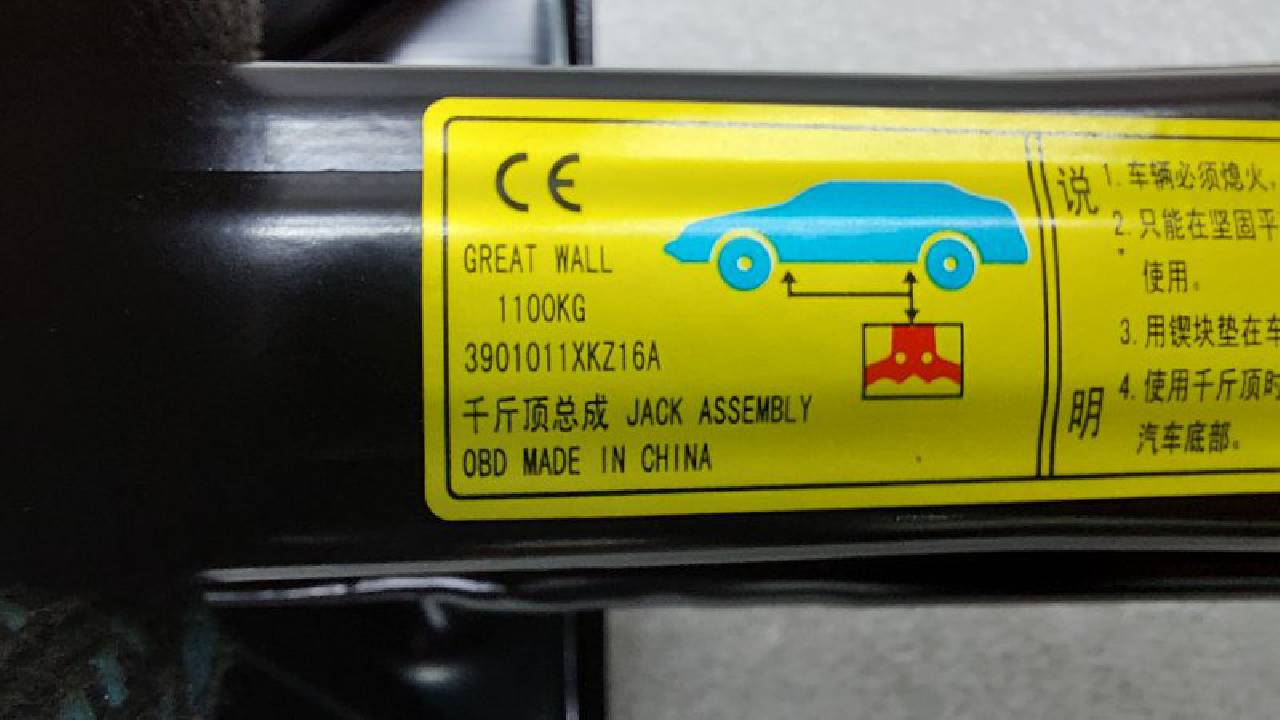 CE
GREAT WALL
1100KG
3901011XKZ16A
千斤顶总成 JACK ASSEMBLY
OBD MADE IN CHINA
说明
1. 车辆必须熄火,
2. 只能在坚固平
使用。
3. 用锲块垫在车
4. 使用千斤顶时
汽车底部。